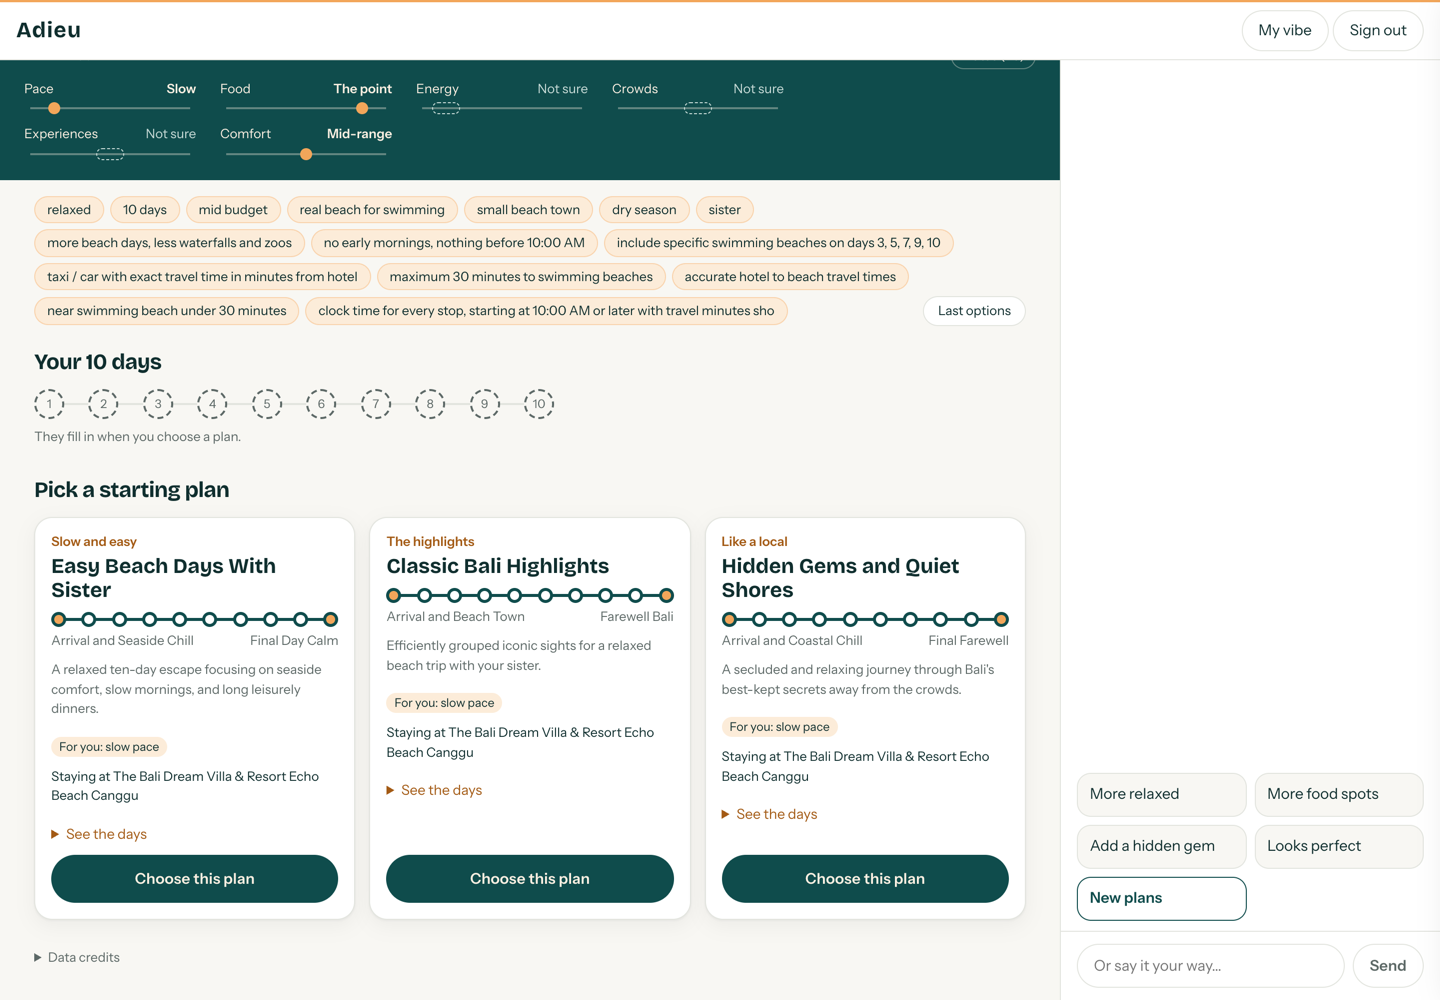 Adieu
My vibe
Sign out
Pace
Slow
Food
The point
Energy
Not sure
Crowds
Not sure
Experiences
Not sure
Comfort
Mid-range
relaxed
10 days
mid budget
real beach for swimming
small beach town
dry season
sister
more beach days, less waterfalls and zoos
no early mornings, nothing before 10:00 AM
include specific swimming beaches on days 3, 5, 7, 9, 10
taxi / car with exact travel time in minutes from hotel
maximum 30 minutes to swimming beaches
accurate hotel to beach travel times
near swimming beach under 30 minutes
clock time for every stop, starting at 10:00 AM or later with travel minutes sho
Last options
Your 10 days
1
2
3
4
5
6
7
8
9
10
They fill in when you choose a plan.
Pick a starting plan
Slow and easy
Easy Beach Days With
Sister
Arrival and Seaside Chill
Final Day Calm
A relaxed ten-day escape focusing on seaside
comfort, slow mornings, and long leisurely
dinners.
For you: slow pace
Staying at The Bali Dream Villa & Resort Echo
Beach Canggu
See the days
Choose this plan
The highlights
Classic Bali Highlights
Arrival and Beach Town
Farewell Bali
Efficiently grouped iconic sights for a relaxed
beach trip with your sister.
For you: slow pace
Staying at The Bali Dream Villa & Resort Echo
Beach Canggu
See the days
Choose this plan
Like a local
Hidden Gems and Quiet
Shores
Arrival and Coastal Chill
Final Farewell
A secluded and relaxing journey through Bali's
best-kept secrets away from the crowds.
For you: slow pace
Staying at The Bali Dream Villa & Resort Echo
Beach Canggu
See the days
Choose this plan
Data credits
More relaxed
More food spots
Add a hidden gem
Looks perfect
New plans
Or say it your way...
Send